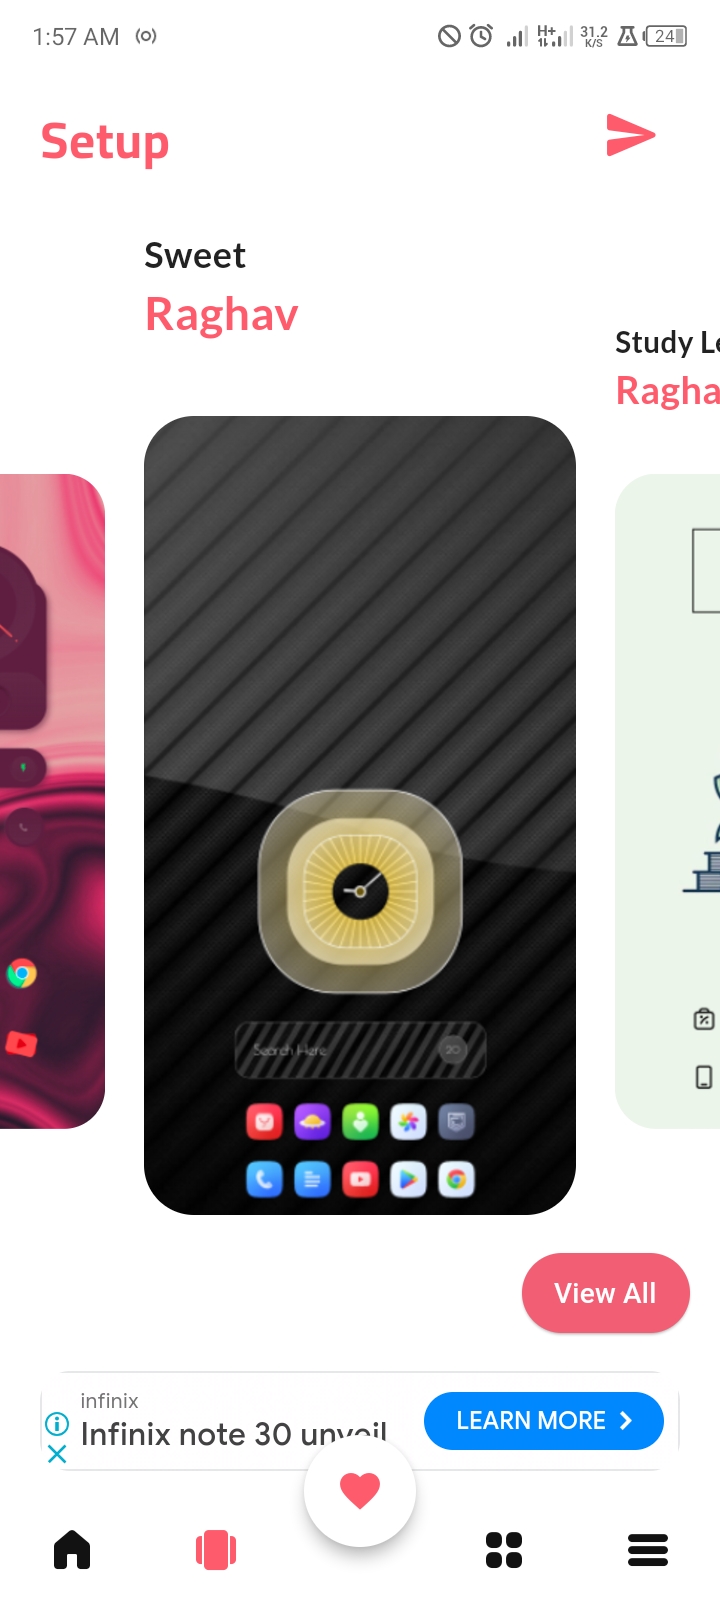 1:57 AM
H+
31.2
K/S
24
Setup
Sweet
Raghav
Study Le
Ragha
Search Here
20
View All
infinix
Infinix note 30 unveil
LEARN MORE